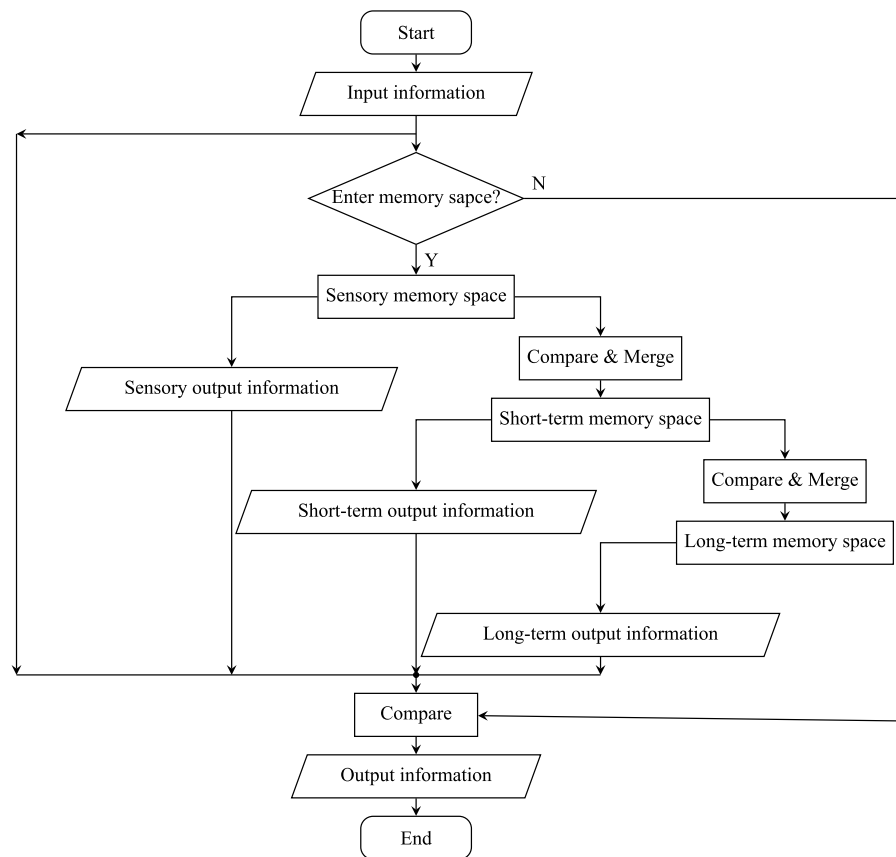 Start
Input information
Enter memory sapce?
N
Y
Sensory memory space
Compare & Merge
Sensory output information
Short-term memory space
Compare & Merge
Short-term output information
Long-term memory space
Long-term output information
Compare
Output information
End